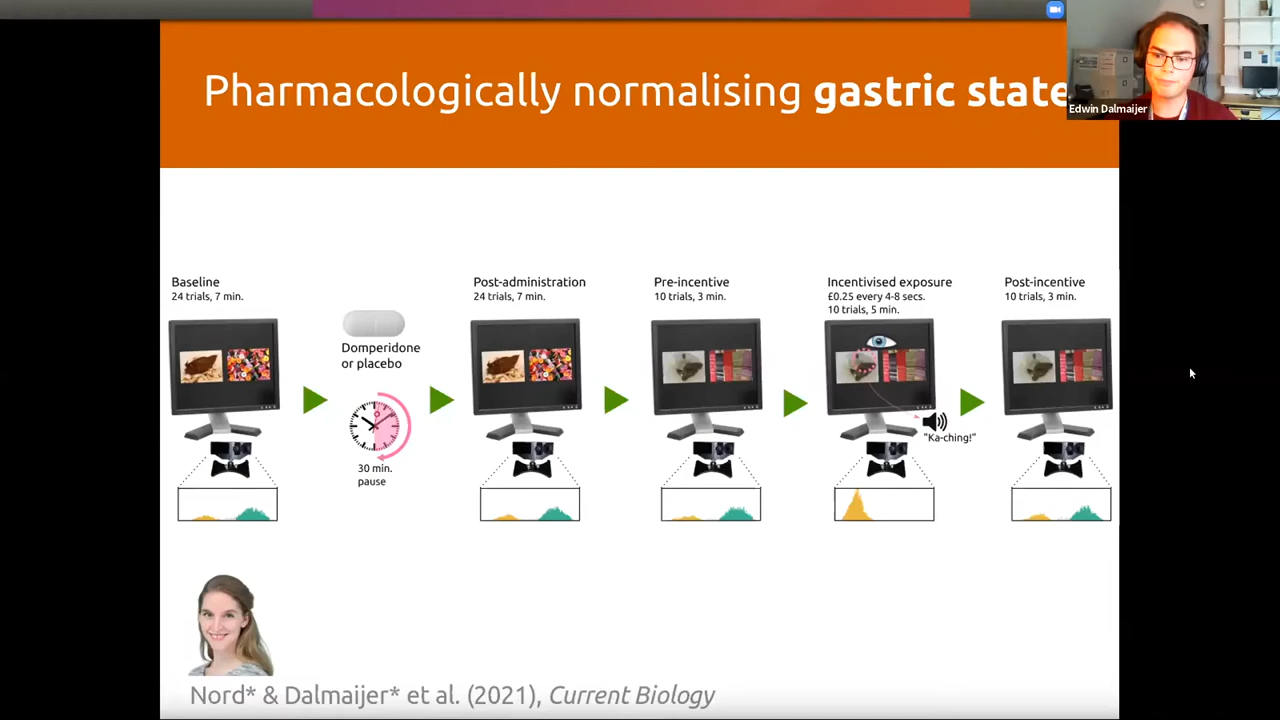 Pharmacologically normalising gastric state
Edwin Dalmaijer
Baseline
24 trials, 7 min.
Domperidone
or placebo
30 min.
pause
Post-administration
24 trials, 7 min.
Pre-incentive
10 trials, 3 min.
Incentivised exposure
£0.25 every 4-8 secs.
10 trials, 5 min.
"Ka-ching!"
Post-incentive
10 trials, 3 min.
Nord* & Dalmaijer* et al. (2021), Current Biology